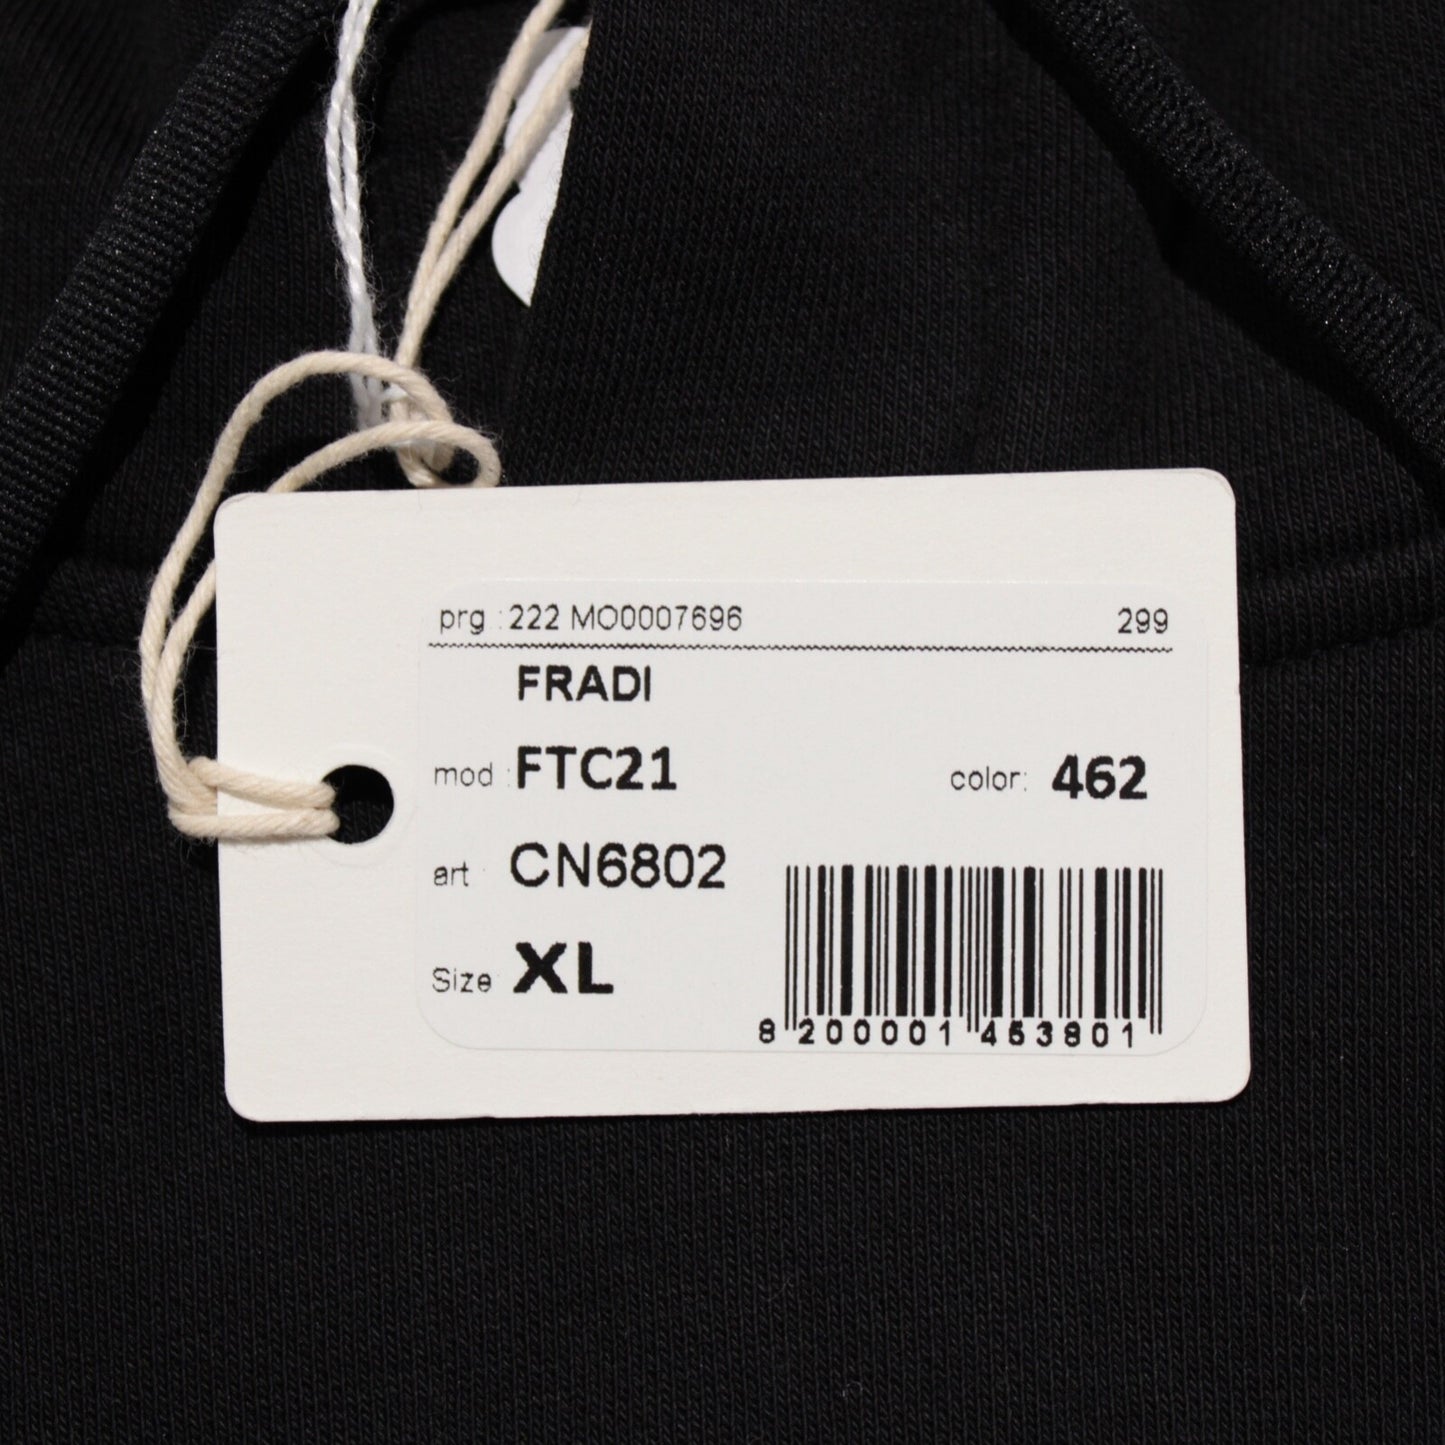 prg : 222 MO0007696 299
FRADI
mod : FTC21 color: 462
art CN6802
Size XL
8 200001 453801